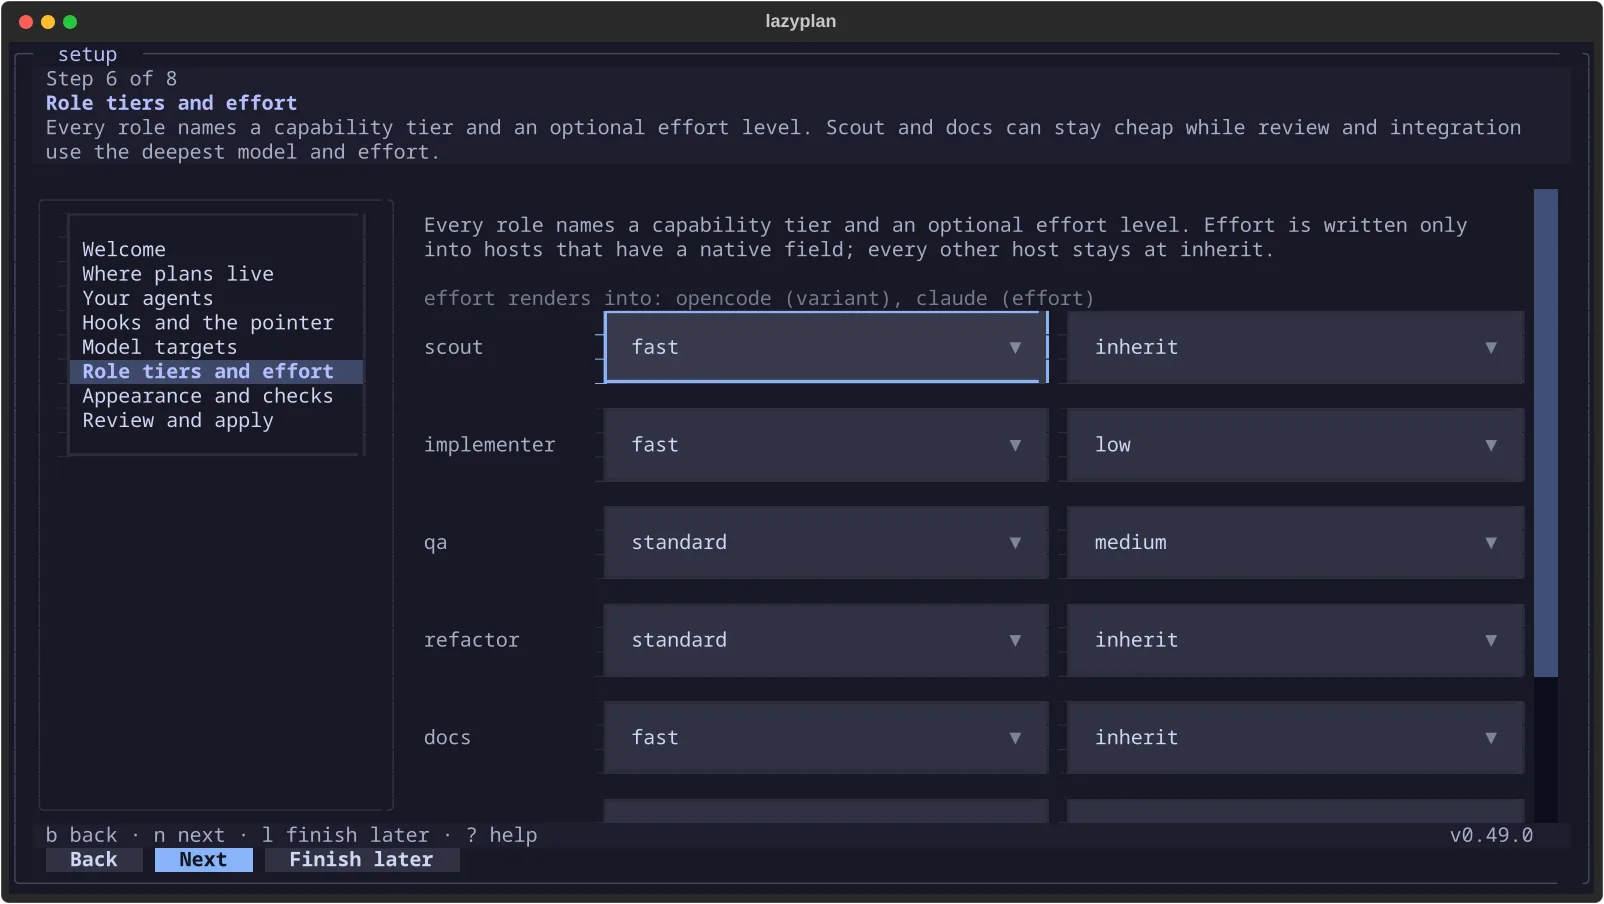 lazyplan
setup
Step 6 of 8
Role tiers and effort
Every role names a capability tier and an optional effort level. Scout and docs can stay cheap while review and integration
use the deepest model and effort.
Welcome
Where plans live
Your agents
Hooks and the pointer
Model targets
Role tiers and effort
Appearance and checks
Review and apply
Every role names a capability tier and an optional effort level. Effort is written only
into hosts that have a native field; every other host stays at inherit.
effort renders into: opencode (variant), claude (effort)
scout fast ▼ inherit ▼
implementer fast ▼ low ▼
qa standard ▼ medium ▼
refactor standard ▼ inherit ▼
docs fast ▼ inherit ▼
b back · n next · l finish later · ? help v0.49.0
Back Next Finish later